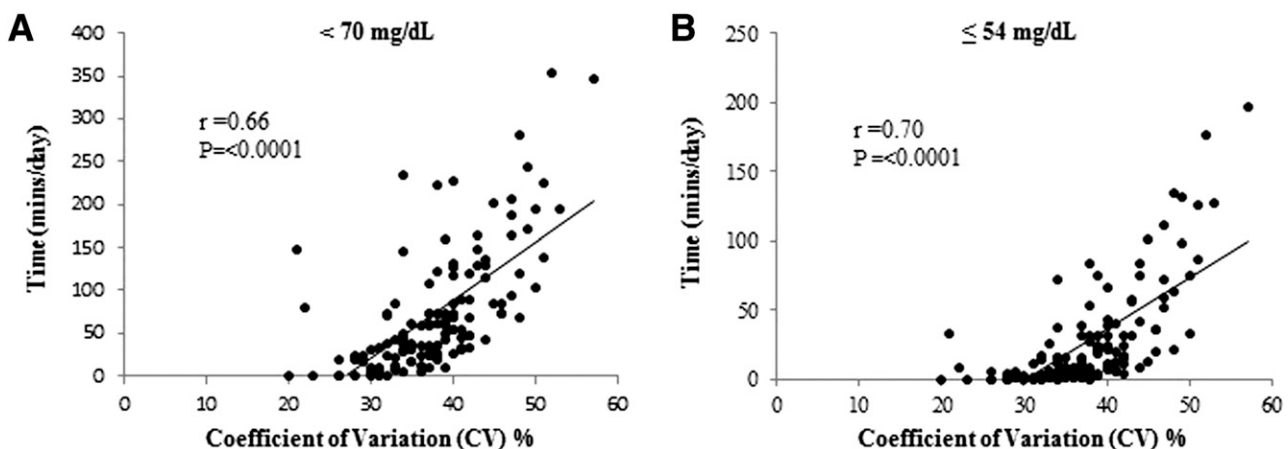 A
< 70 mg/dL
400
350
300
250
200
150
100
50
0
Time (mins/day)
r =0.66
P=<0.0001
0 10 20 30 40 50 60
Coefficient of Variation (CV) %
B
≤ 54 mg/dL
250
200
150
100
50
0
Time (mins/day)
r =0.70
P =<0.0001
0 10 20 30 40 50 60
Coefficient of Variation (CV) %